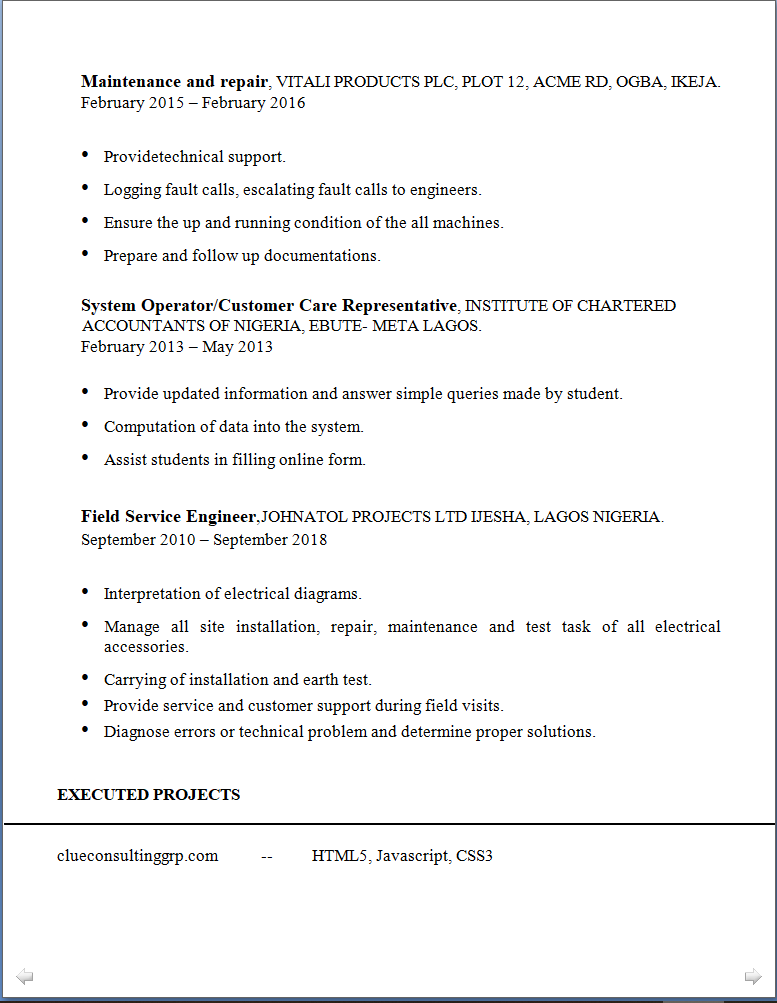 Maintenance and repair, VITALI PRODUCTS PLC, PLOT 12, ACME RD, OGBA, IKEJA.
February 2015 – February 2016
• Providetechnical support.
• Logging fault calls, escalating fault calls to engineers.
• Ensure the up and running condition of the all machines.
• Prepare and follow up documentations.
System Operator/Customer Care Representative, INSTITUTE OF CHARTERED
ACCOUNTANTS OF NIGERIA, EBUTE- META LAGOS.
February 2013 – May 2013
• Provide updated information and answer simple queries made by student.
• Computation of data into the system.
• Assist students in filling online form.
Field Service Engineer,JOHNATOL PROJECTS LTD IJESHA, LAGOS NIGERIA.
September 2010 – September 2018
• Interpretation of electrical diagrams.
• Manage all site installation, repair, maintenance and test task of all electrical
accessories.
• Carrying of installation and earth test.
• Provide service and customer support during field visits.
• Diagnose errors or technical problem and determine proper solutions.
EXECUTED PROJECTS
clueconsultinggrp.com -- HTML5, Javascript, CSS3